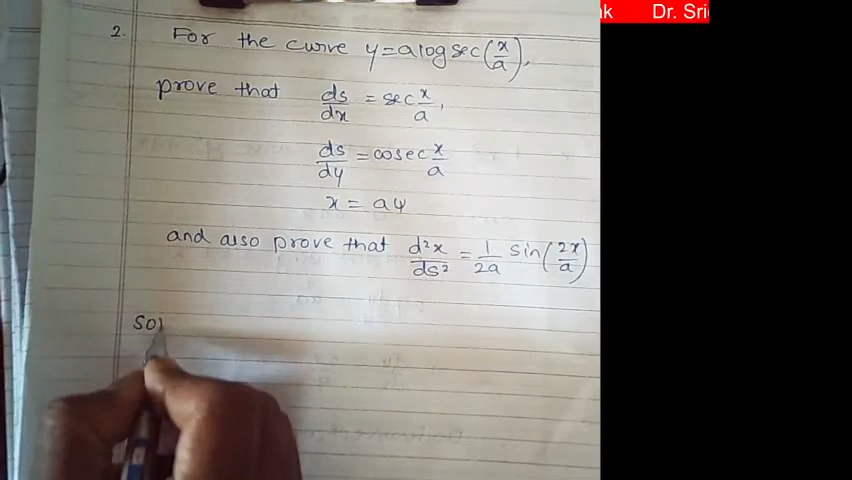 k Dr. Sri
2. For the curve y = a log sec(x/a),
prove that ds/dx = sec x/a,
ds/dy = cosec x/a
x = aψ
and also prove that d²x/ds² = 1/2a sin(2x/a)
Sol